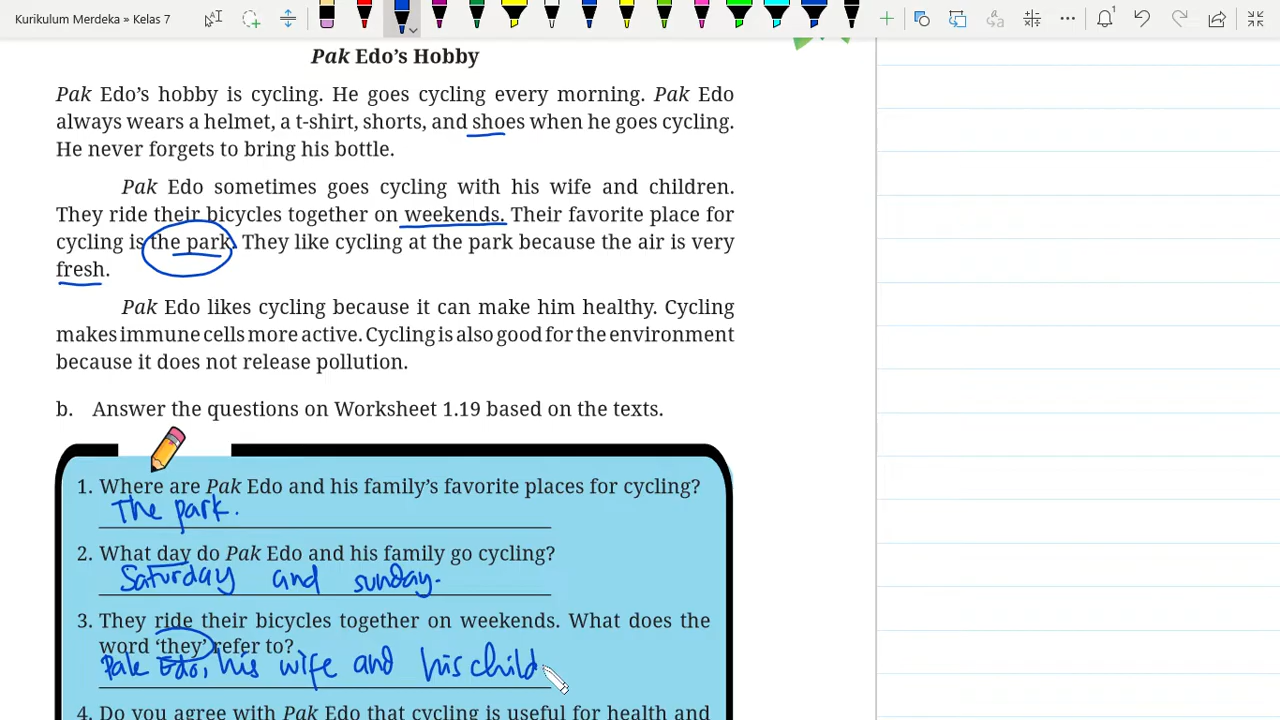 Kurikulum Merdeka » Kelas 7
Pak Edo's Hobby
Pak Edo's hobby is cycling. He goes cycling every morning. Pak Edo
always wears a helmet, a t-shirt, shorts, and shoes when he goes cycling.
He never forgets to bring his bottle.
Pak Edo sometimes goes cycling with his wife and children.
They ride their bicycles together on weekends. Their favorite place for
cycling is the park. They like cycling at the park because the air is very
fresh.
Pak Edo likes cycling because it can make him healthy. Cycling
makes immune cells more active. Cycling is also good for the environment
because it does not release pollution.
b. Answer the questions on Worksheet 1.19 based on the texts.
1. Where are Pak Edo and his family's favorite places for cycling?
The park.
2. What day do Pak Edo and his family go cycling?
Saturday and sunday.
3. They ride their bicycles together on weekends. What does the
word 'they' refer to?
Pak Edo, his wife and his child
4. Do you agree with Pak Edo that cycling is useful for health and